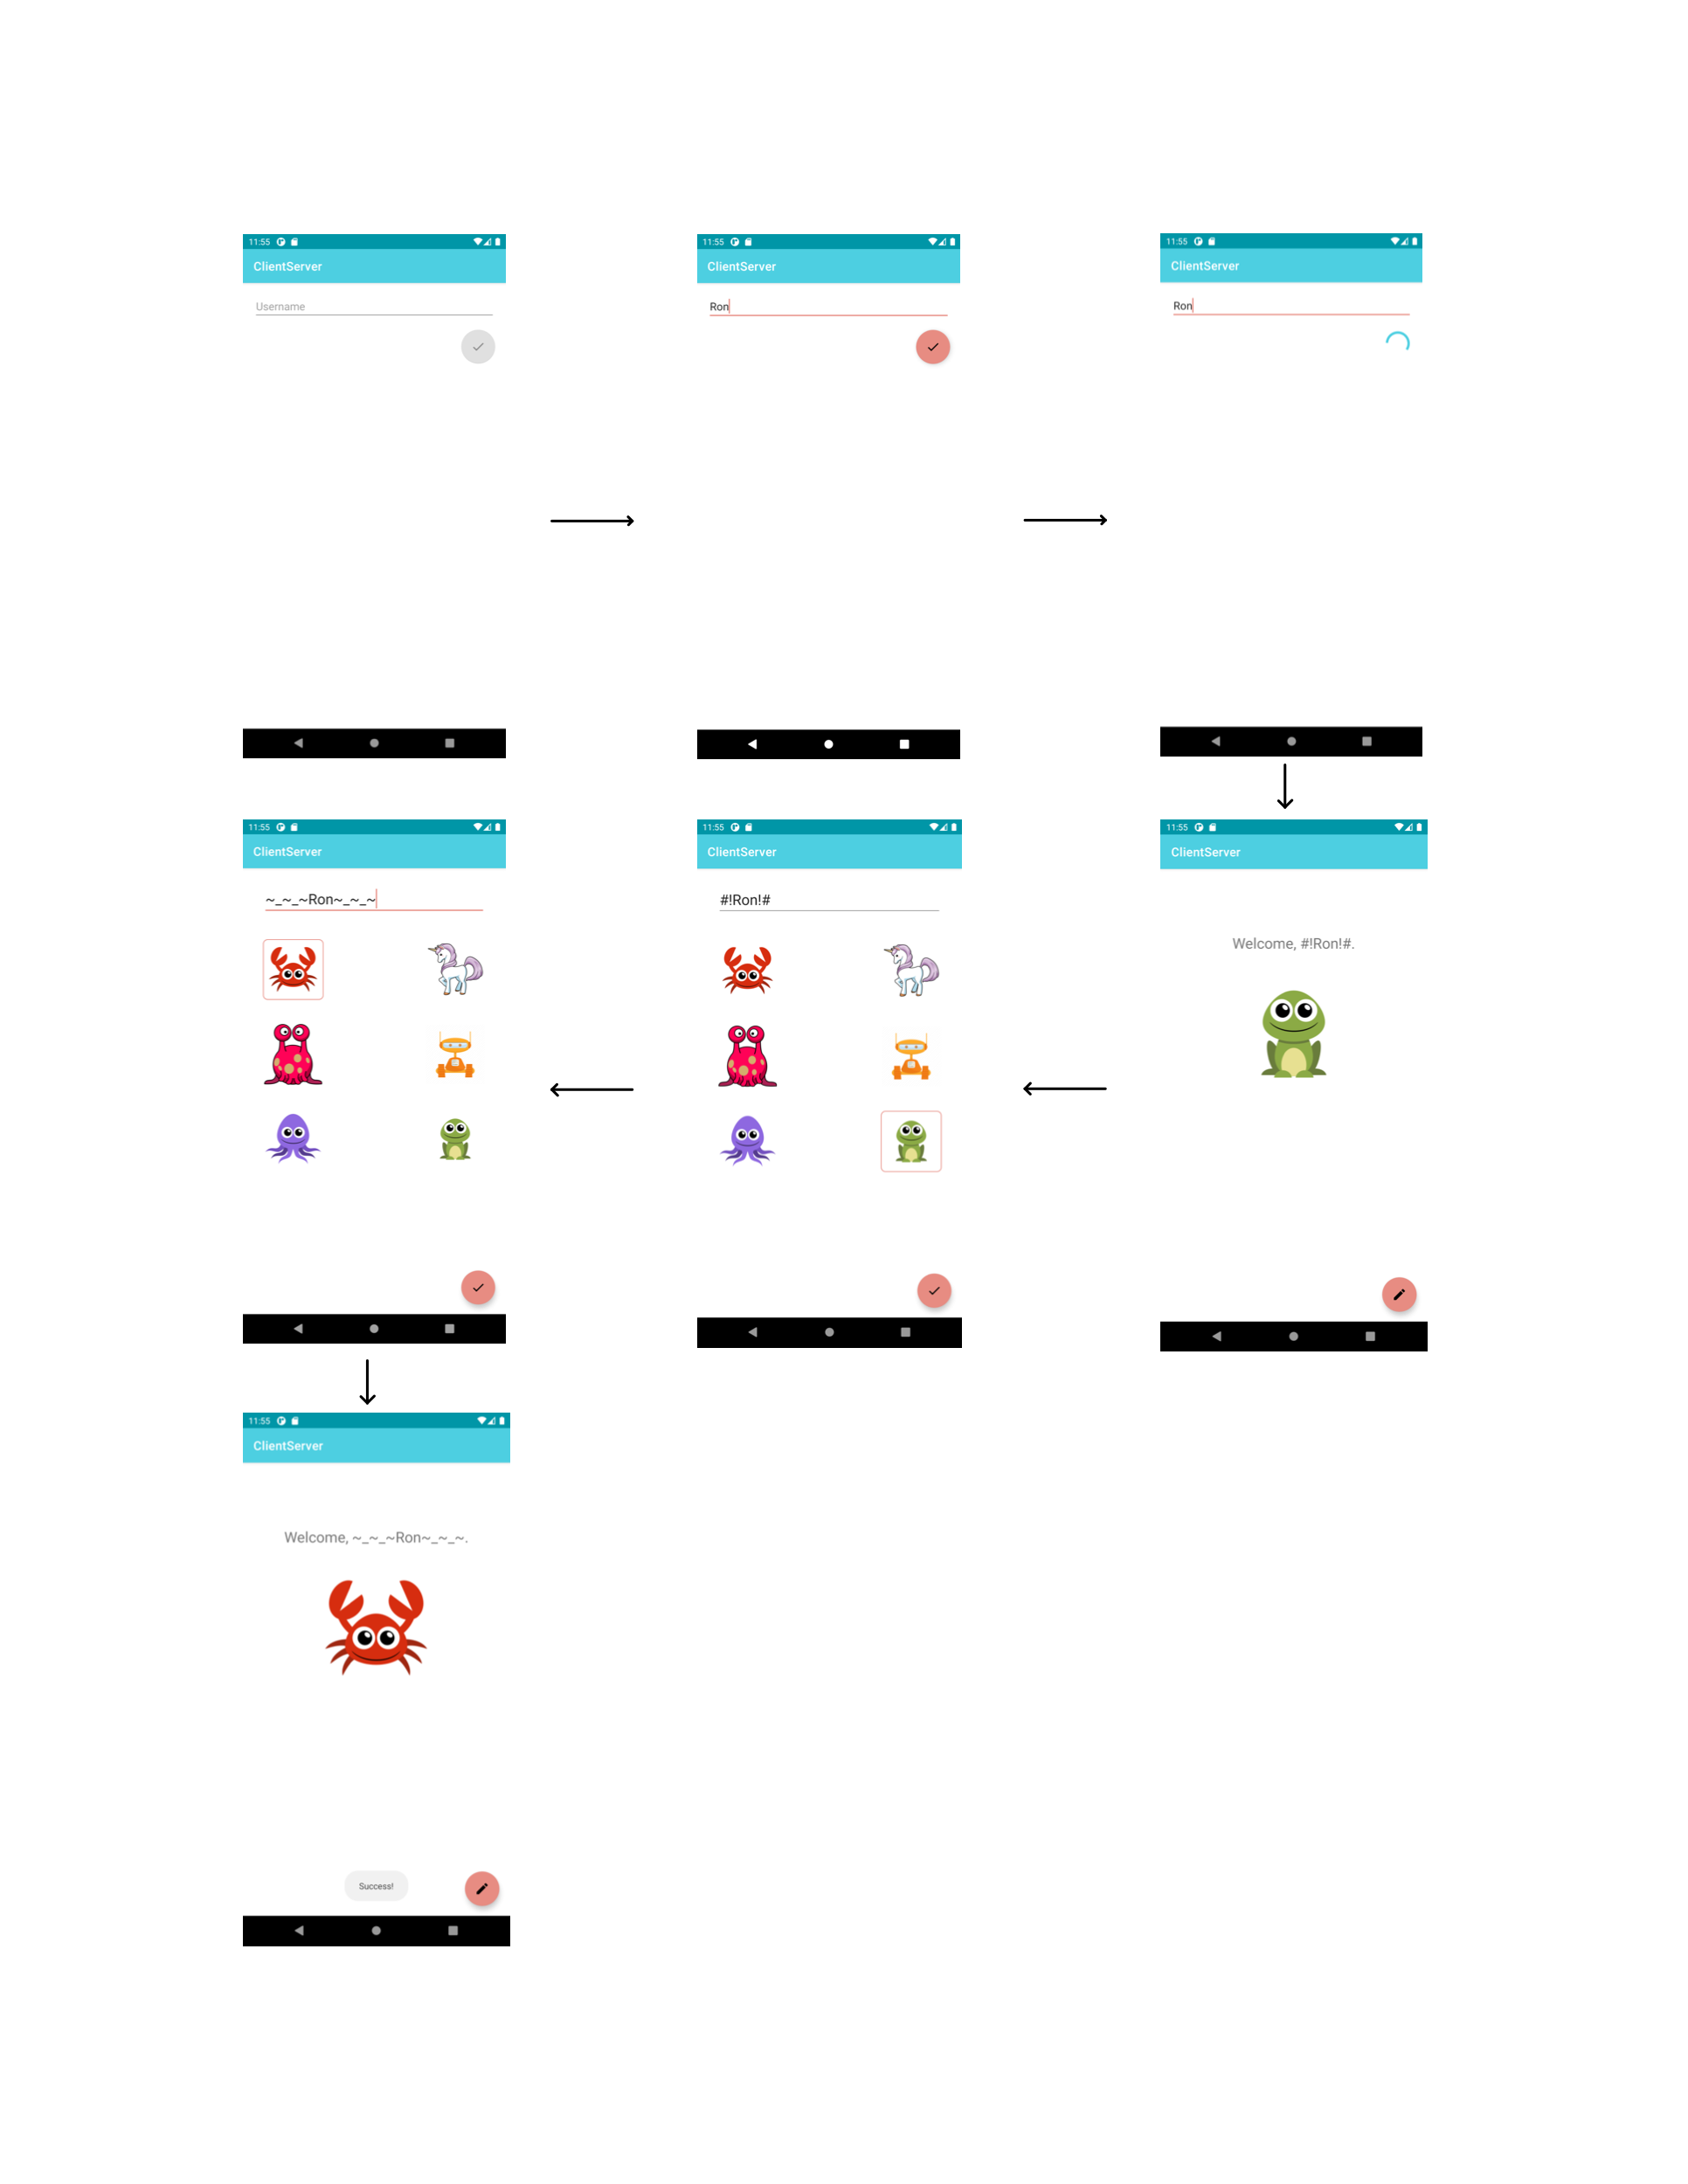 11:55
ClientServer
Username
11:55
ClientServer
Ron
11:55
ClientServer
Ron
11:55
ClientServer
Welcome, #!Ron!#.
11:55
ClientServer
#!Ron!#
11:55
ClientServer
~_~_~Ron~_~_~
11:55
ClientServer
Welcome, ~_~_~Ron~_~_~.
Success!